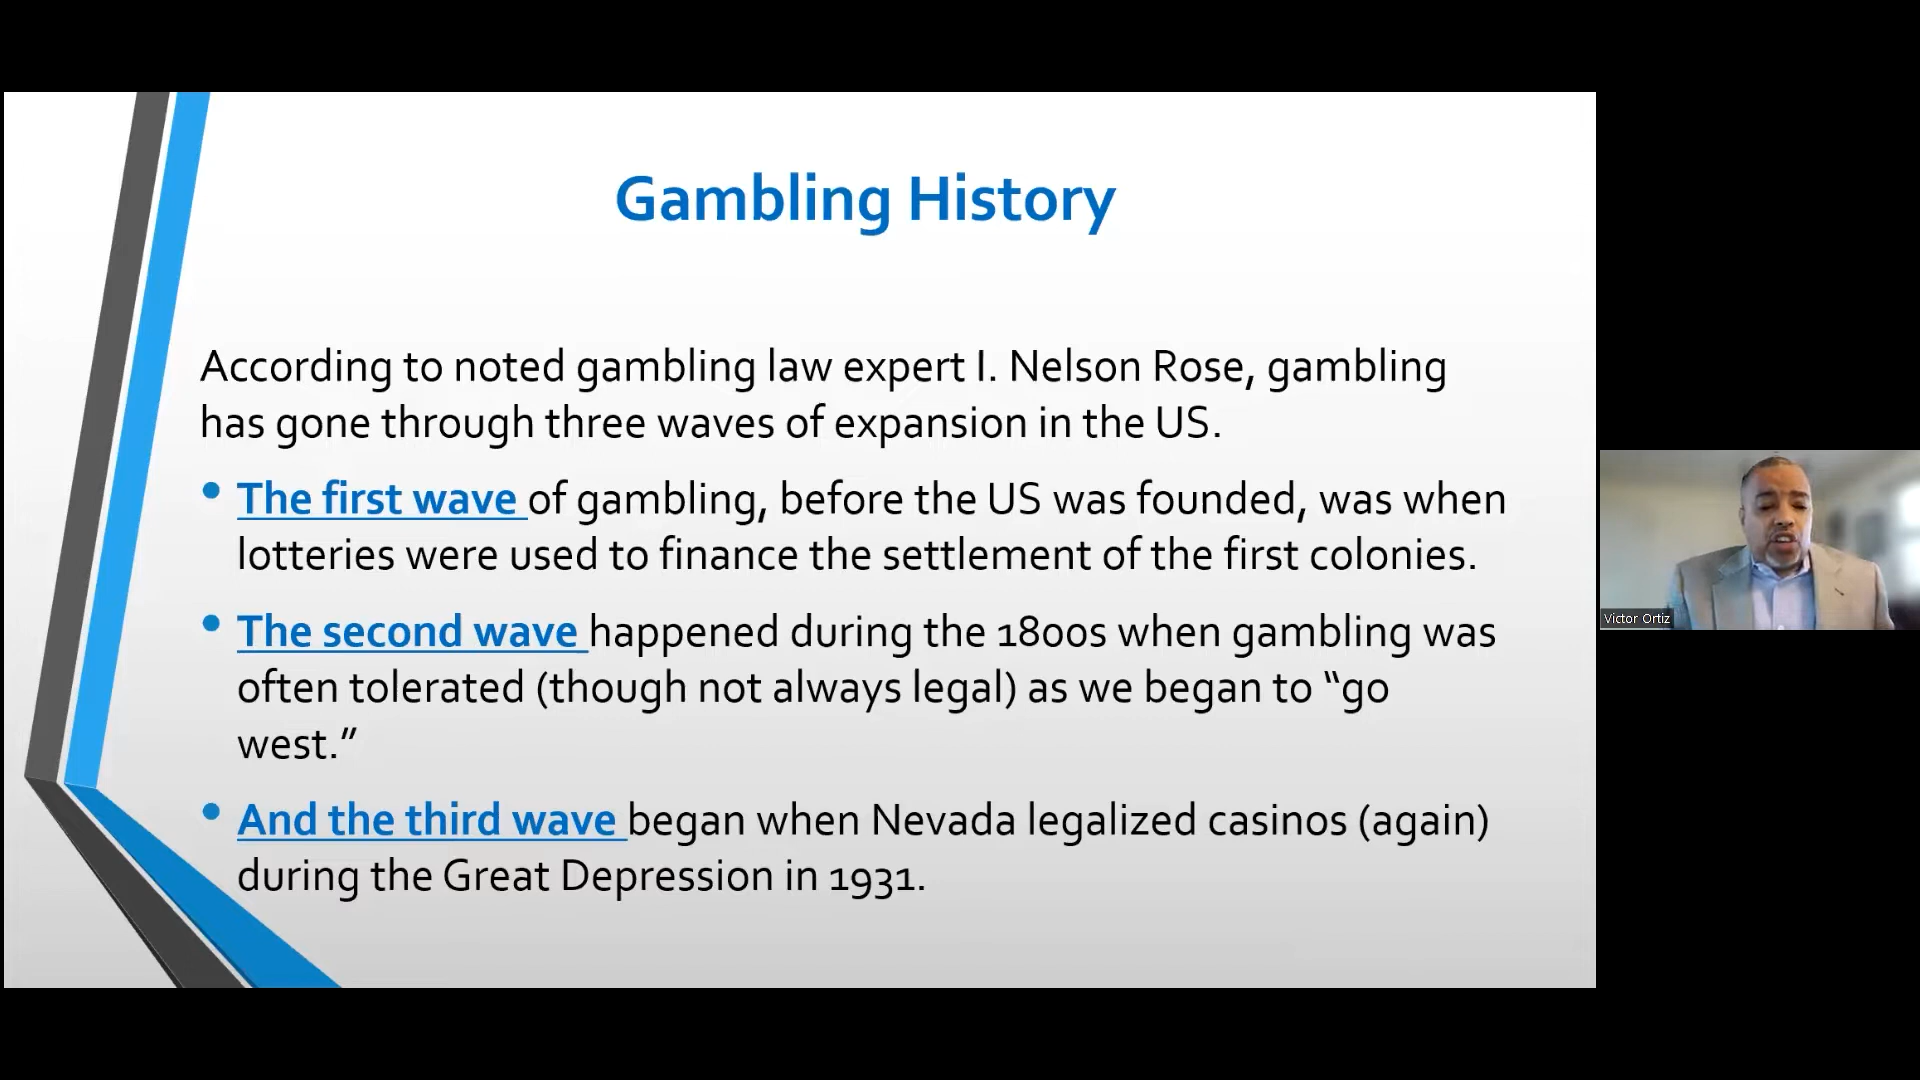 Gambling History
According to noted gambling law expert I. Nelson Rose, gambling
has gone through three waves of expansion in the US.
• The first wave of gambling, before the US was founded, was when
lotteries were used to finance the settlement of the first colonies.
• The second wave happened during the 1800s when gambling was
often tolerated (though not always legal) as we began to “go
west.”
• And the third wave began when Nevada legalized casinos (again)
during the Great Depression in 1931.
Victor Ortiz